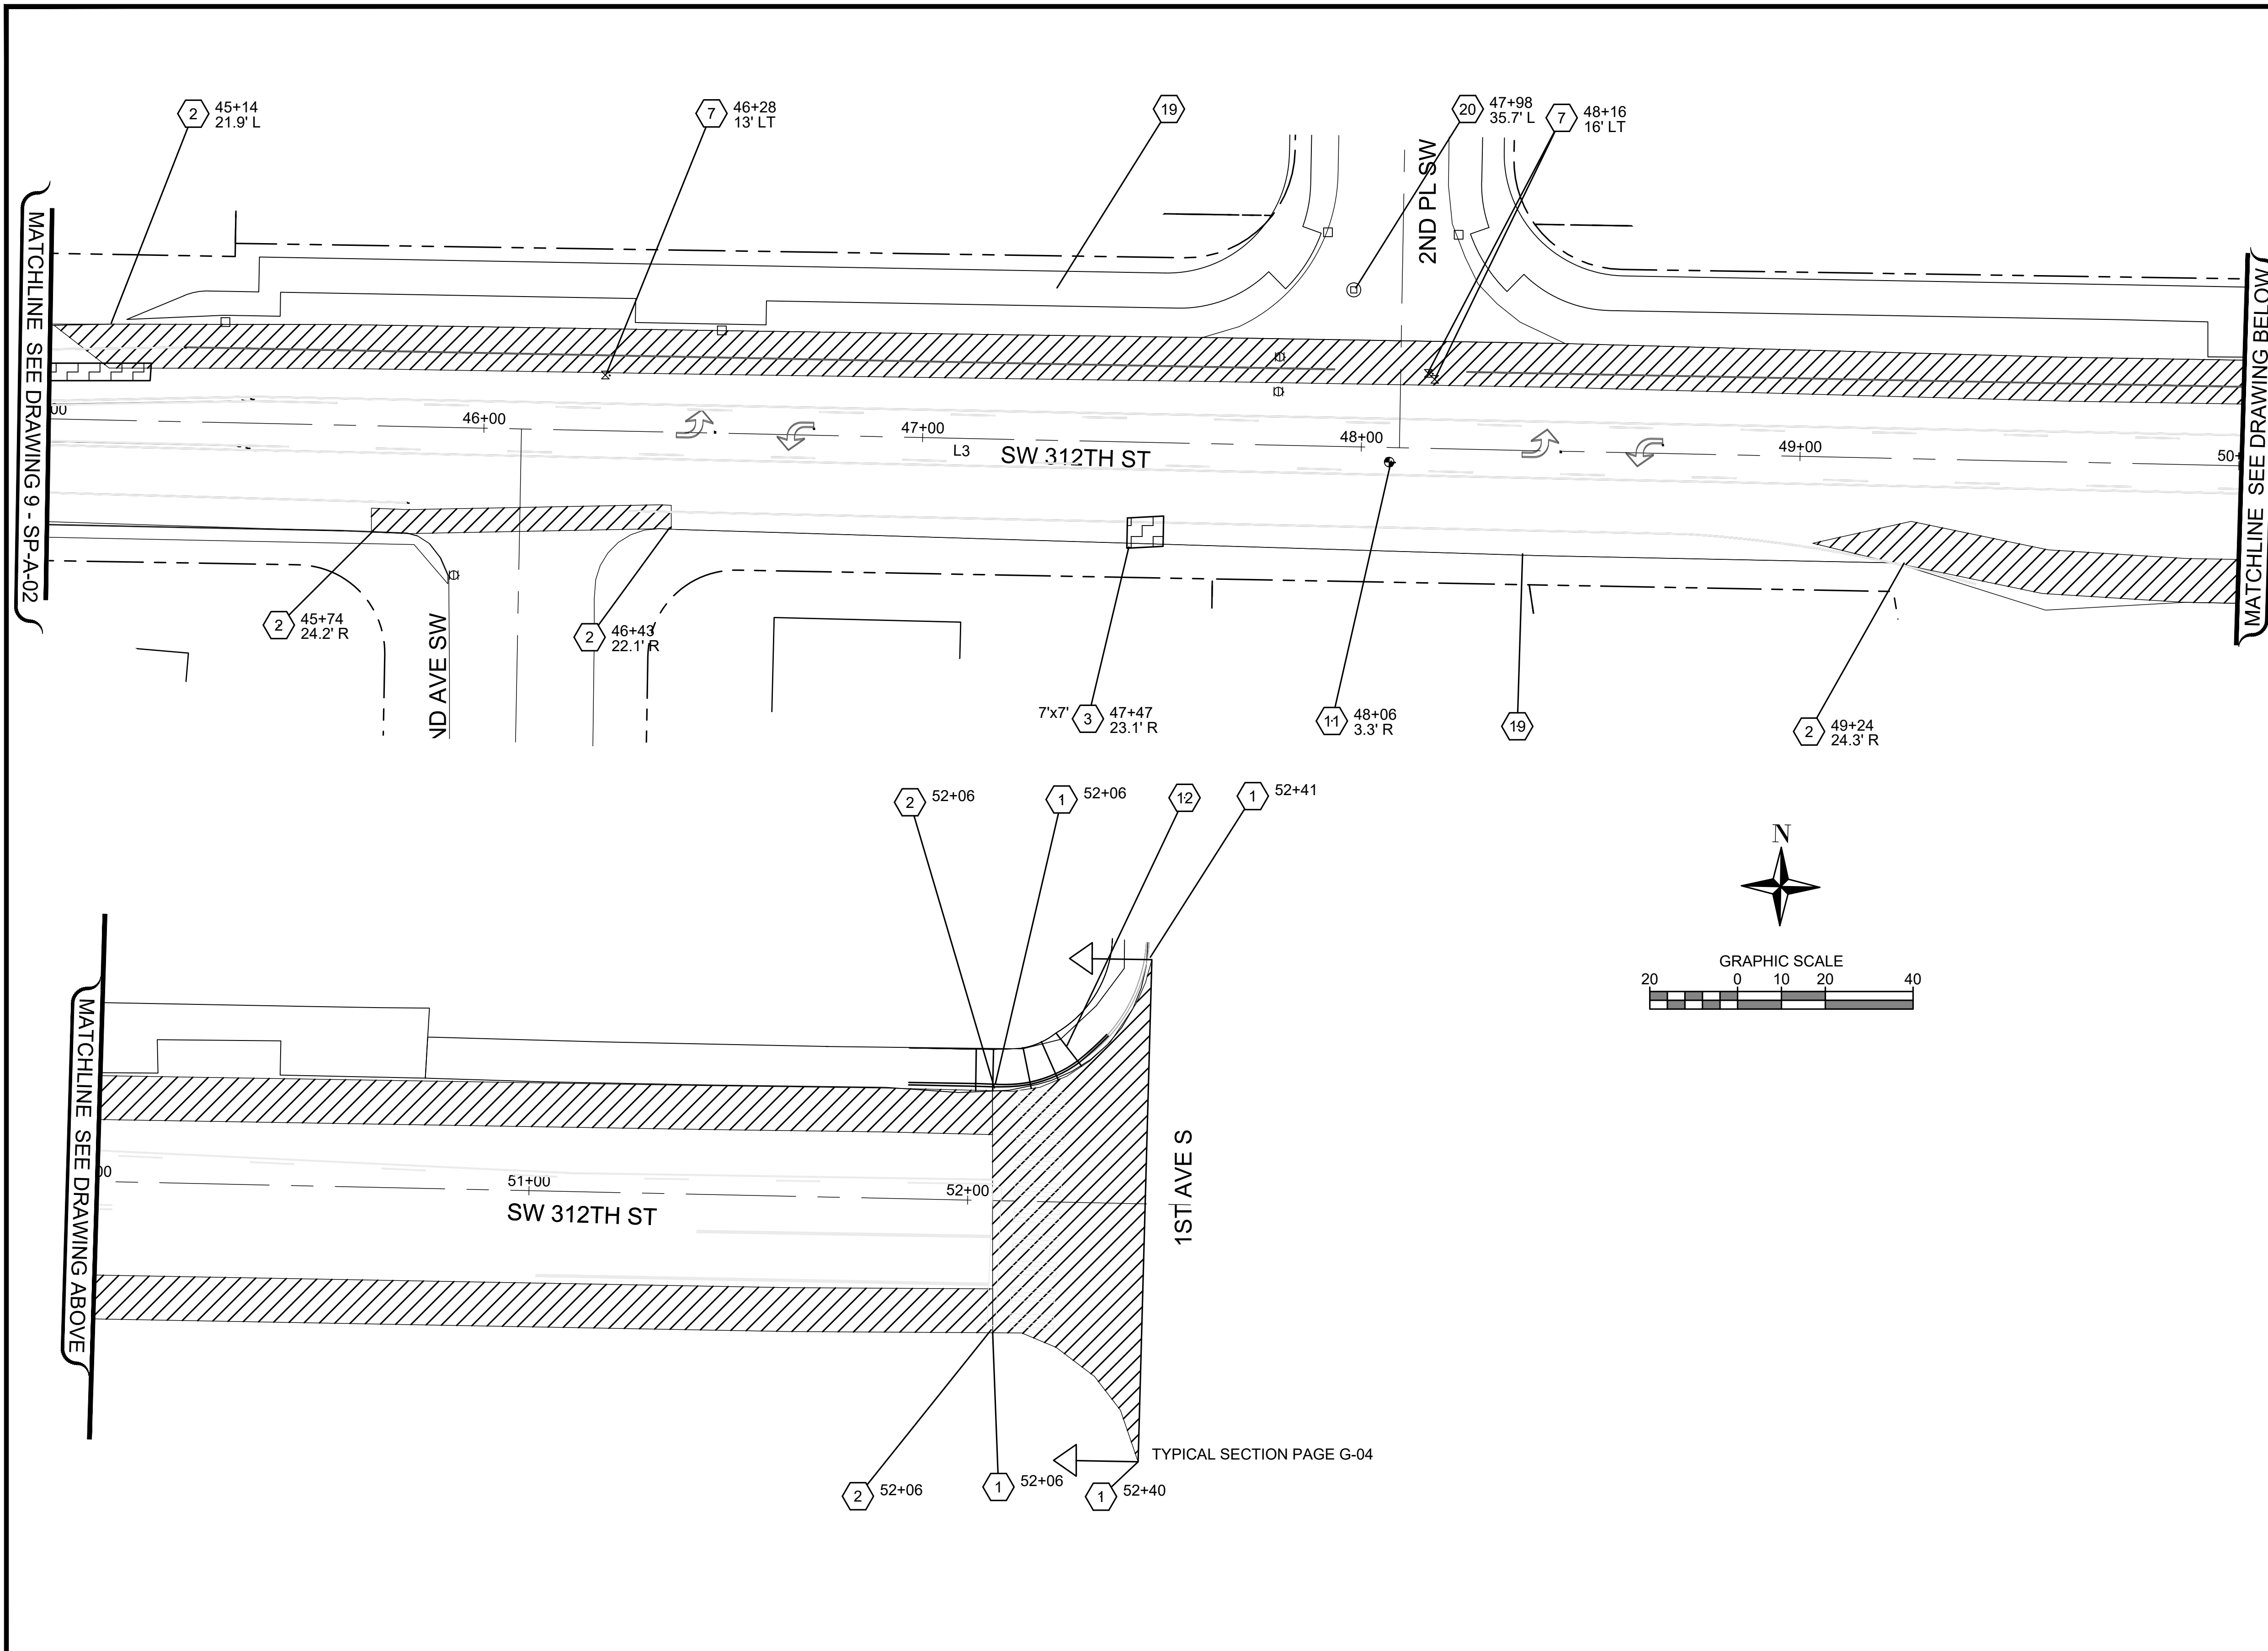 2
45+14
21.9' L
7
46+28
13' LT
19
20
47+98
35.7' L
7
48+16
16' LT
2ND PL SW
MATCHLINE SEE DRAWING 9 - SP-A-02
MATCHLINE SEE DRAWING BELOW
00
46+00
47+00
48+00
49+00
50+
L3
SW 312TH ST
2
45+74
24.2' R
ND AVE SW
2
46+43
22.1' R
7'x7'
3
47+47
23.1' R
11
48+06
3.3' R
19
2
49+24
24.3' R
2
52+06
1
52+06
12
1
52+41
N
GRAPHIC SCALE
20 0 10 20 40
MATCHLINE SEE DRAWING ABOVE
00
51+00
52+00
SW 312TH ST
1ST AVE S
TYPICAL SECTION PAGE G-04
2
52+06
1
52+06
1
52+40